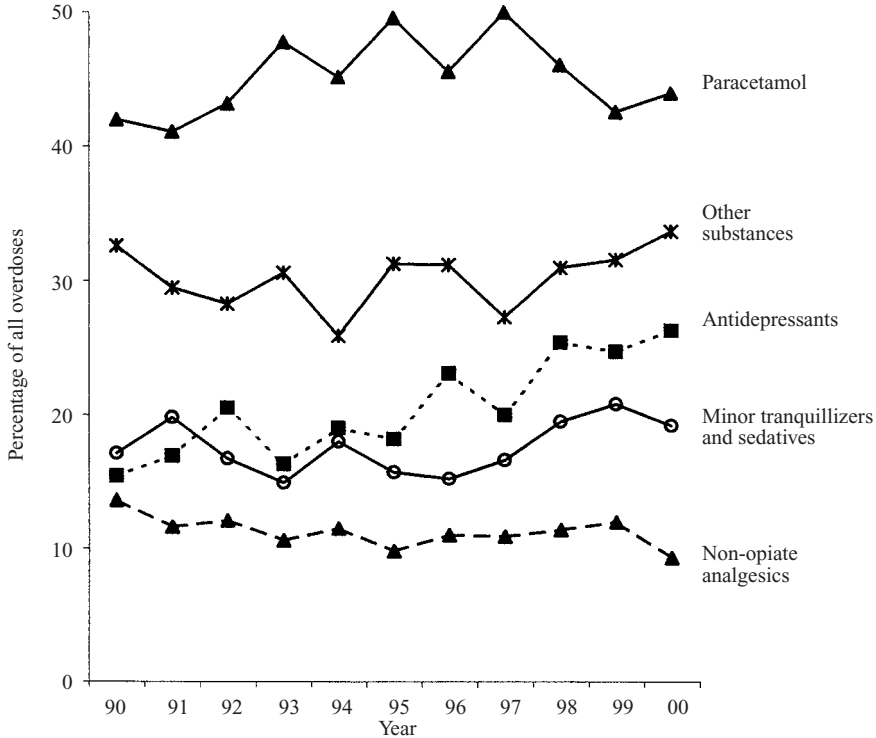 50
40
30
20
10
0
Percentage of all overdoses
90 91 92 93 94 95 96 97 98 99 00
Year
Paracetamol
Other
substances
Antidepressants
Minor tranquillizers
and sedatives
Non-opiate
analgesics